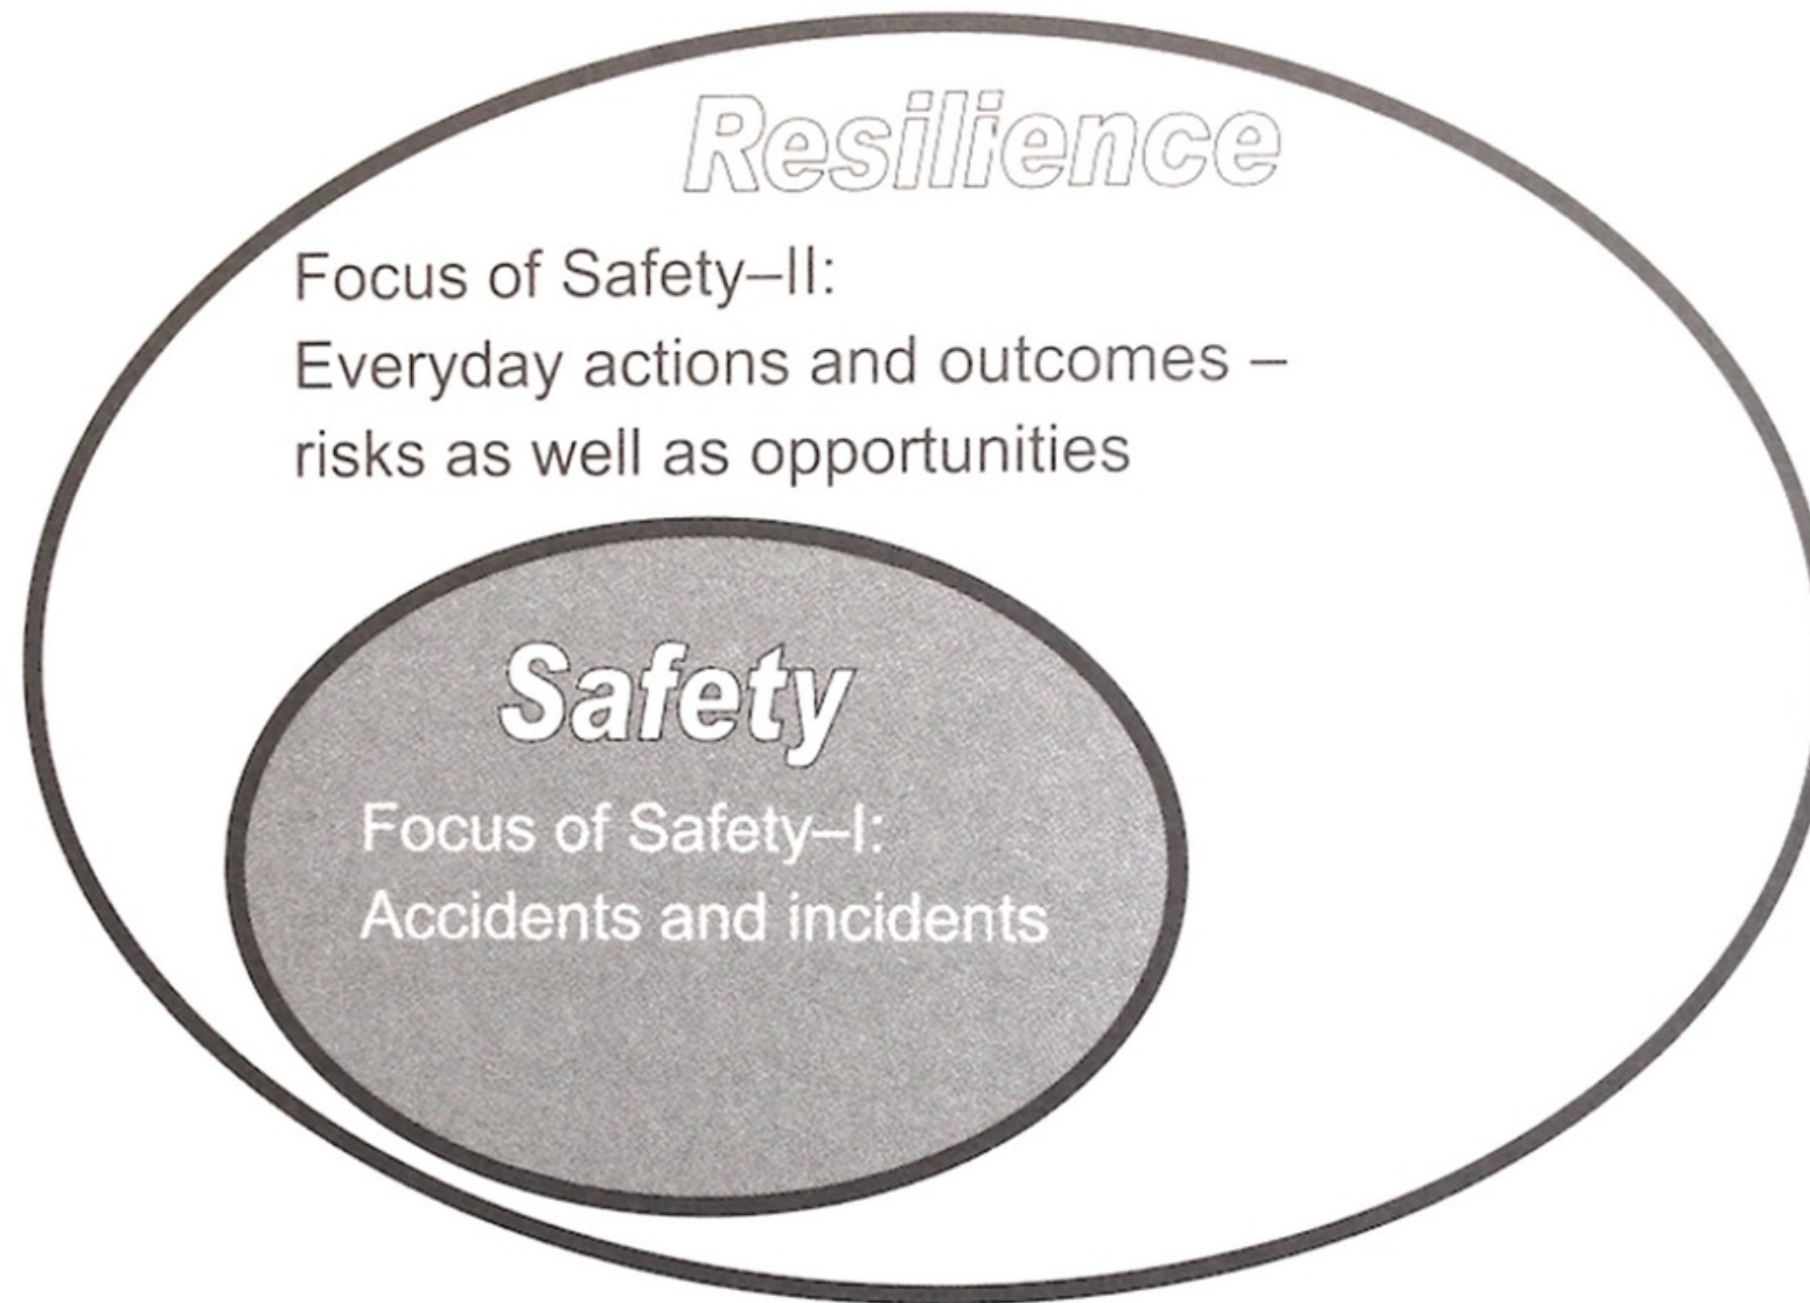 Resilience
Focus of Safety–II:
Everyday actions and outcomes –
risks as well as opportunities
Safety
Focus of Safety–I:
Accidents and incidents